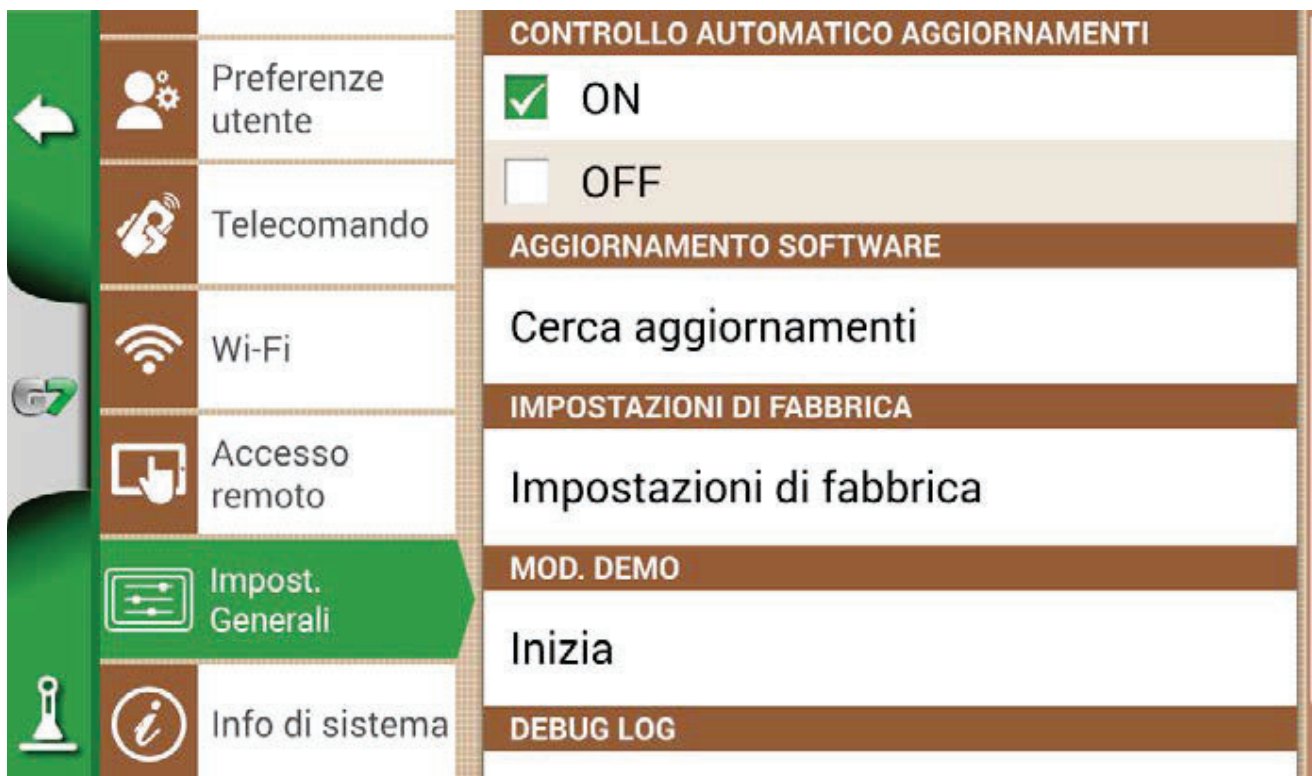 G7
Preferenze
utente
Telecomando
Wi-Fi
Accesso
remoto
Impost.
Generali
Info di sistema
CONTROLLO AUTOMATICO AGGIORNAMENTI
ON
OFF
AGGIORNAMENTO SOFTWARE
Cerca aggiornamenti
IMPOSTAZIONI DI FABBRICA
Impostazioni di fabbrica
MOD. DEMO
Inizia
DEBUG LOG